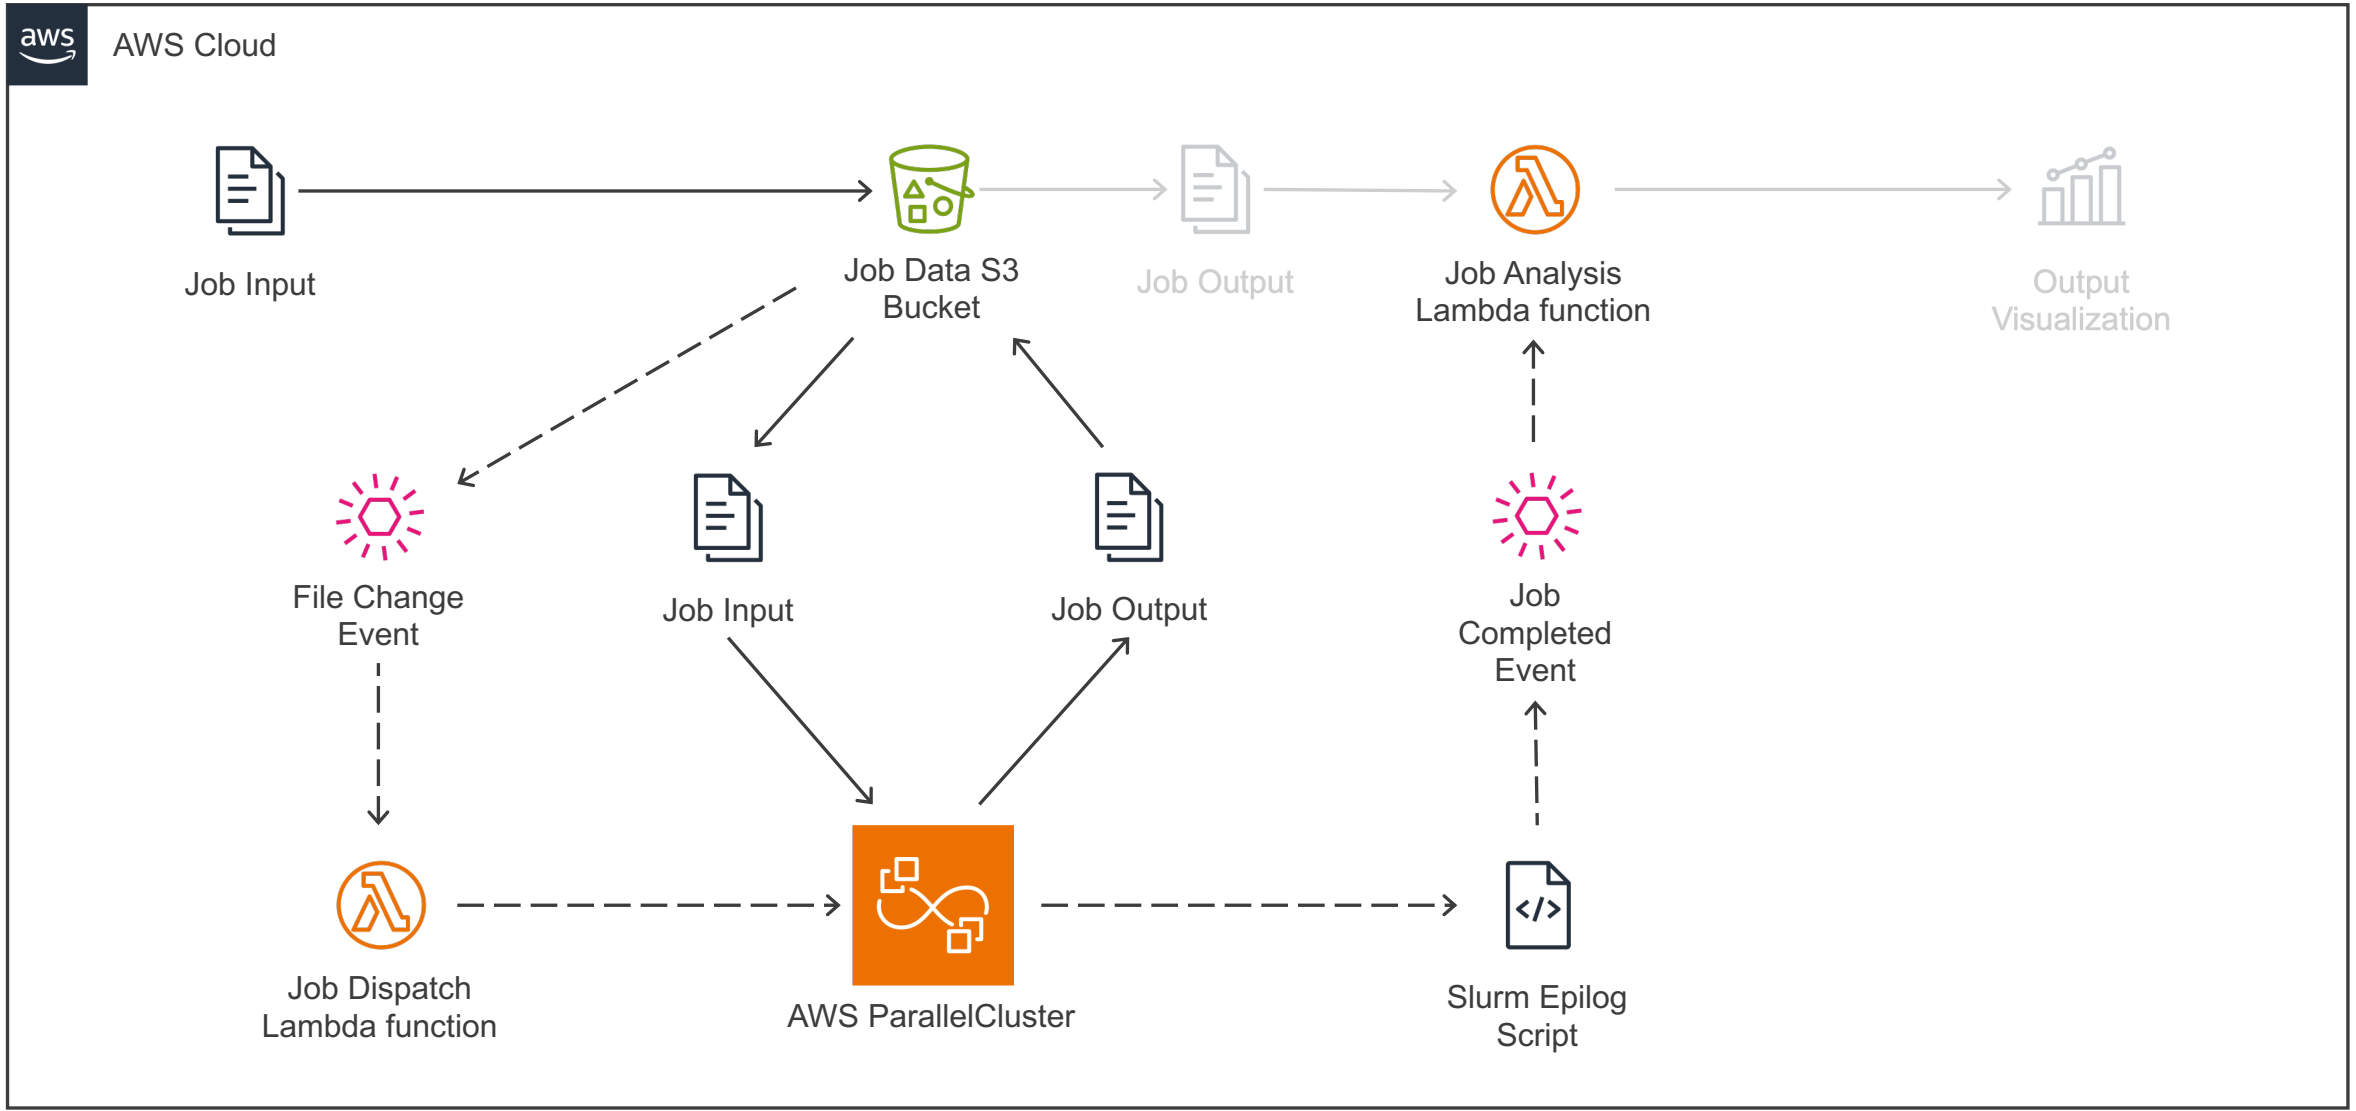 aws
AWS Cloud
Job Input
Job Data S3
Bucket
Job Output
Job Analysis
Lambda function
Output
Visualization
File Change
Event
Job Input
Job Output
Job
Completed
Event
Job Dispatch
Lambda function
AWS ParallelCluster
</>
Slurm Epilog
Script